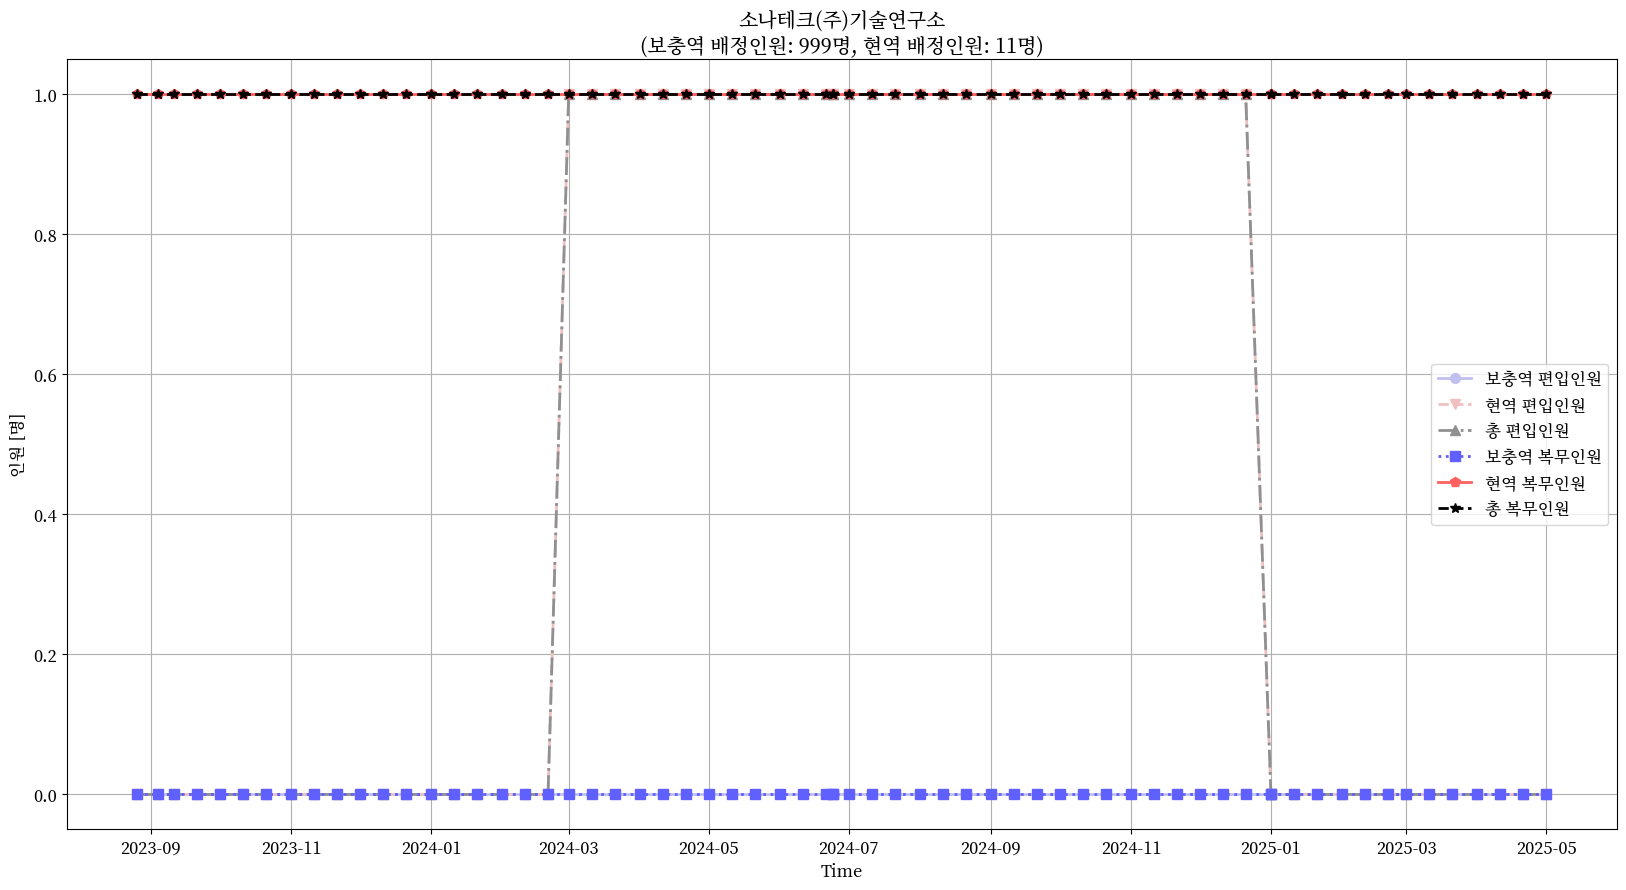 소나테크(주)기술연구소
(보충역 배정인원: 999명, 현역 배정인원: 11명)
1.0
0.8
0.6
0.4
0.2
0.0
인원 [명]
보충역 편입인원
현역 편입인원
총 편입인원
보충역 복무인원
현역 복무인원
총 복무인원
2023-09 2023-11 2024-01 2024-03 2024-05 2024-07 2024-09 2024-11 2025-01 2025-03 2025-05
Time